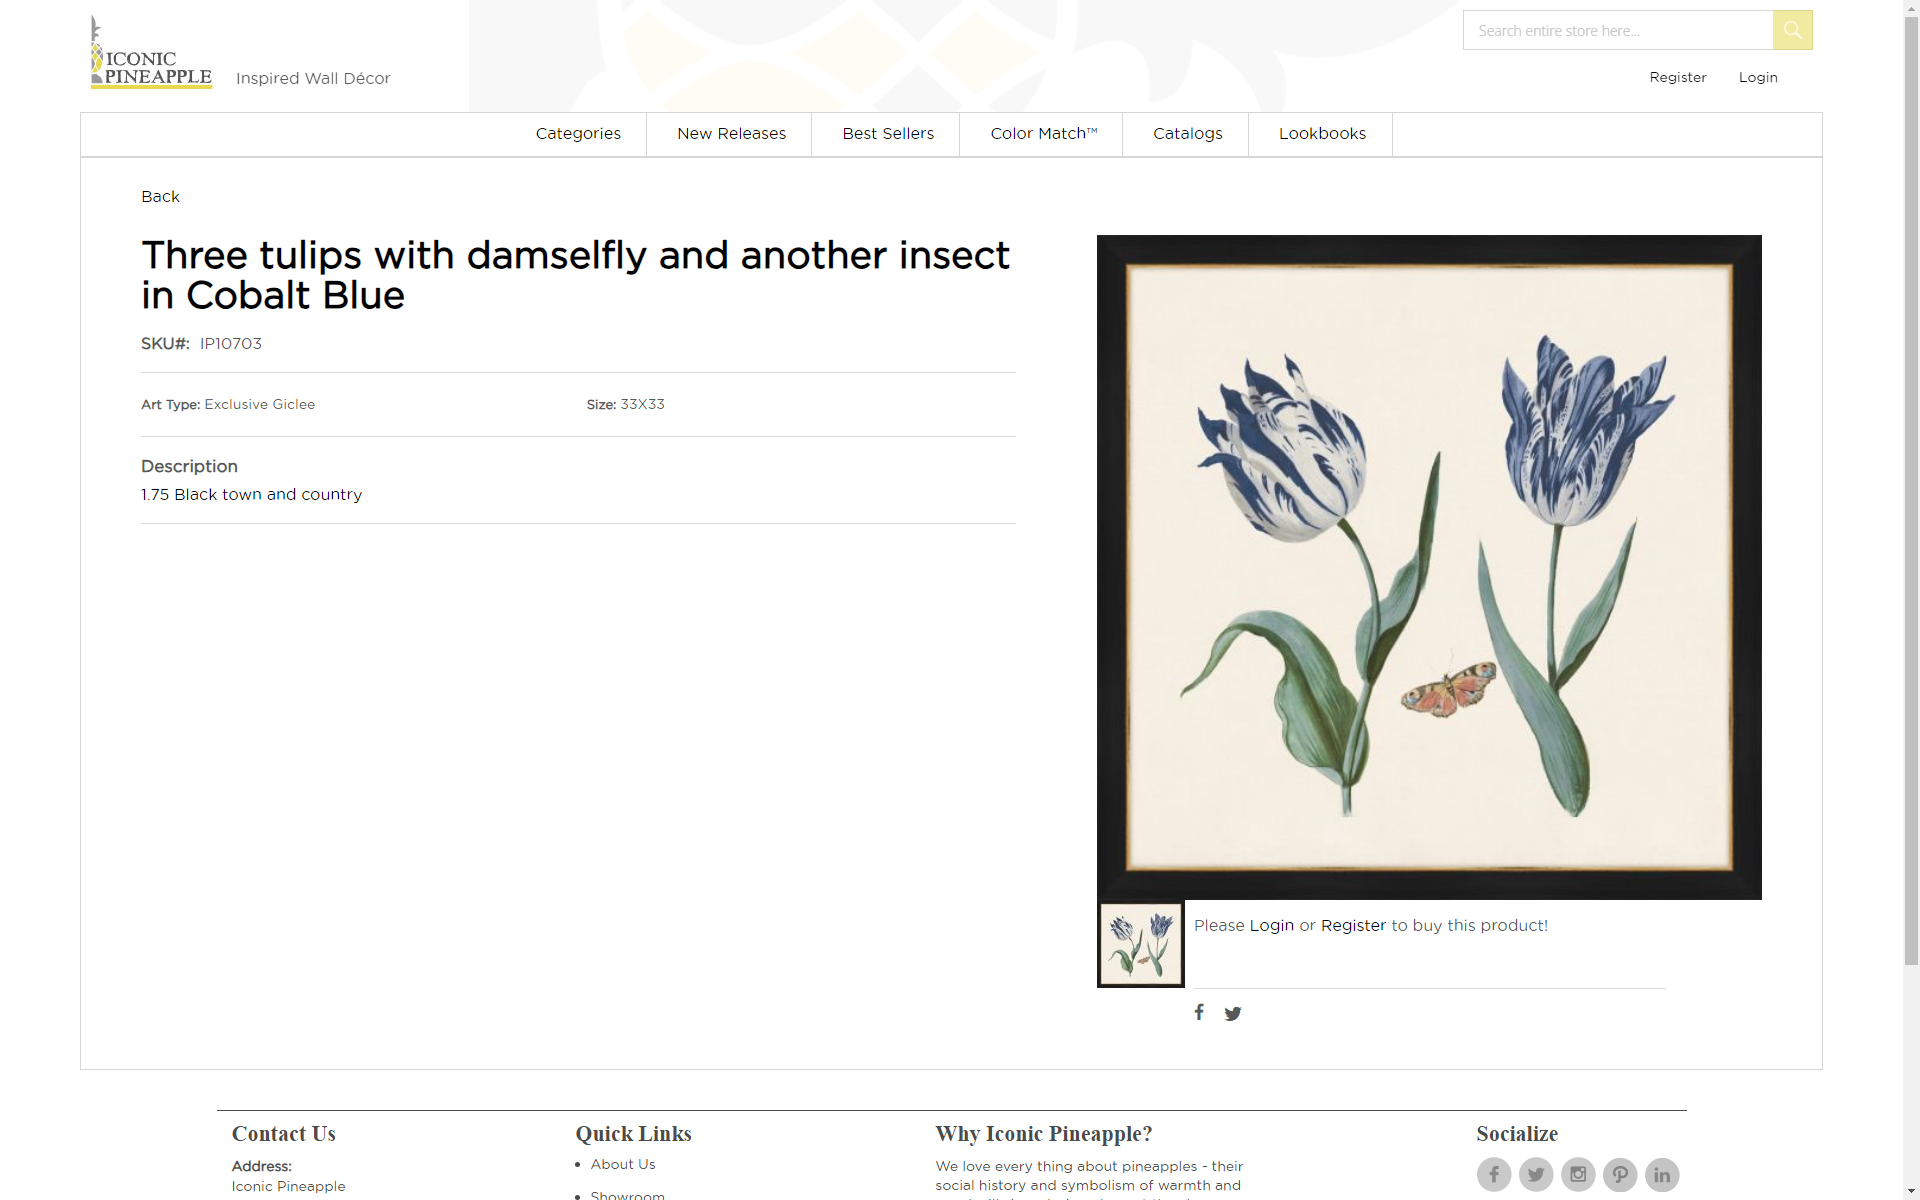 ICONIC
PINEAPPLE
Inspired Wall Décor
Search entire store here...
Register
Login
Categories
New Releases
Best Sellers
Color Match™
Catalogs
Lookbooks
Back
Three tulips with damselfly and another insect
in Cobalt Blue
SKU#: IP10703
Art Type: Exclusive Giclee
Size: 33X33
Description
1.75 Black town and country
Please Login or Register to buy this product!
Contact Us
Address:
Iconic Pineapple
Quick Links
About Us
Showroom
Why Iconic Pineapple?
We love every thing about pineapples - their
social history and symbolism of warmth and
Socialize